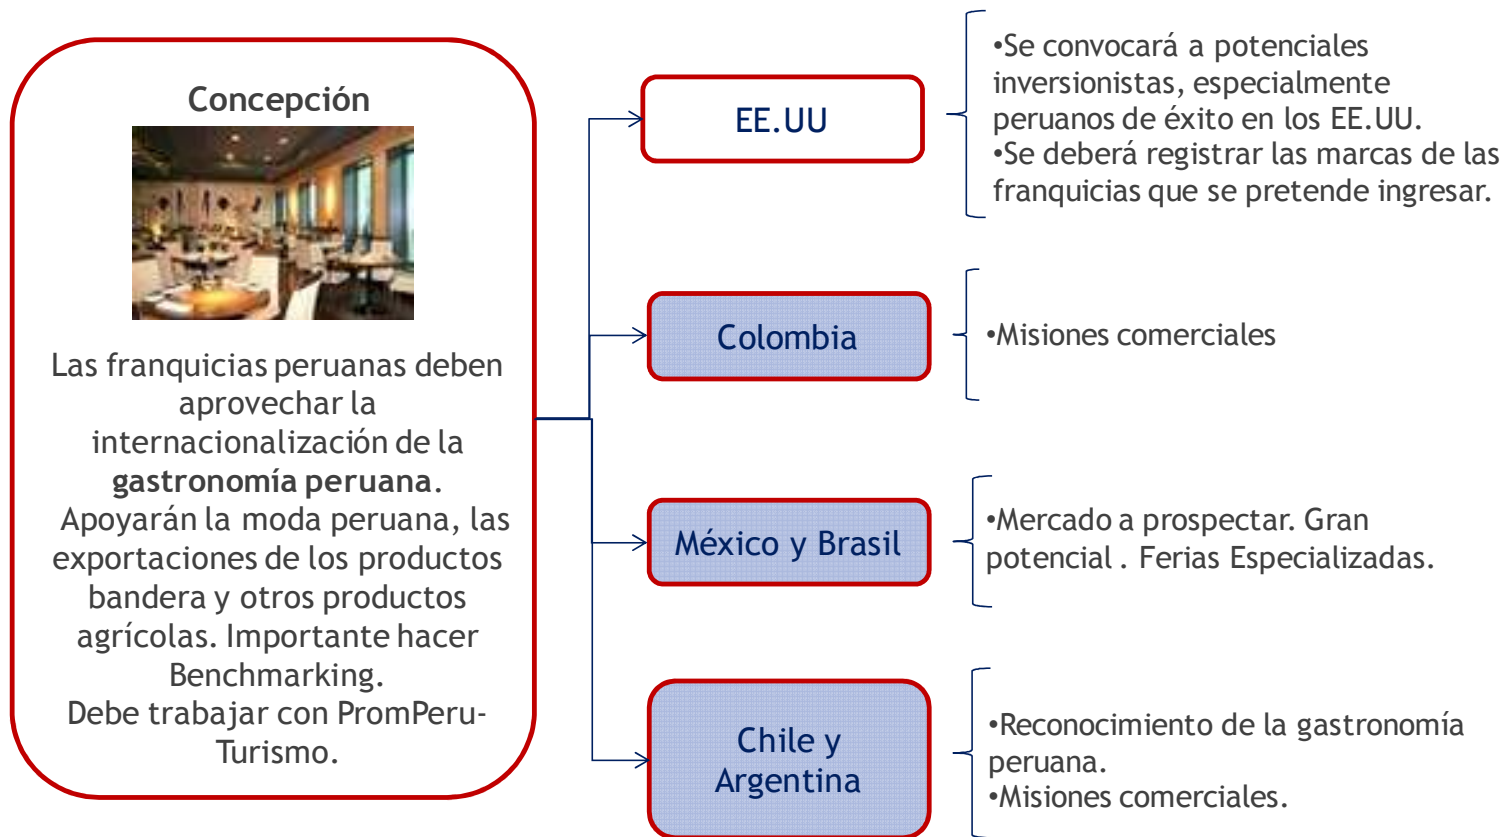 Concepción
Las franquicias peruanas deben
aprovechar la
internacionalización de la
gastronomía peruana.
Apoyarán la moda peruana, las
exportaciones de los productos
bandera y otros productos
agrícolas. Importante hacer
Benchmarking.
Debe trabajar con PromPeru-
Turismo.
EE.UU
•Se convocará a potenciales
inversionistas, especialmente
peruanos de éxito en los EE.UU.
•Se deberá registrar las marcas de las
franquicias que se pretende ingresar.
Colombia
•Misiones comerciales
México y Brasil
•Mercado a prospectar. Gran
potencial . Ferias Especializadas.
Chile y
Argentina
•Reconocimiento de la gastronomía
peruana.
•Misiones comerciales.